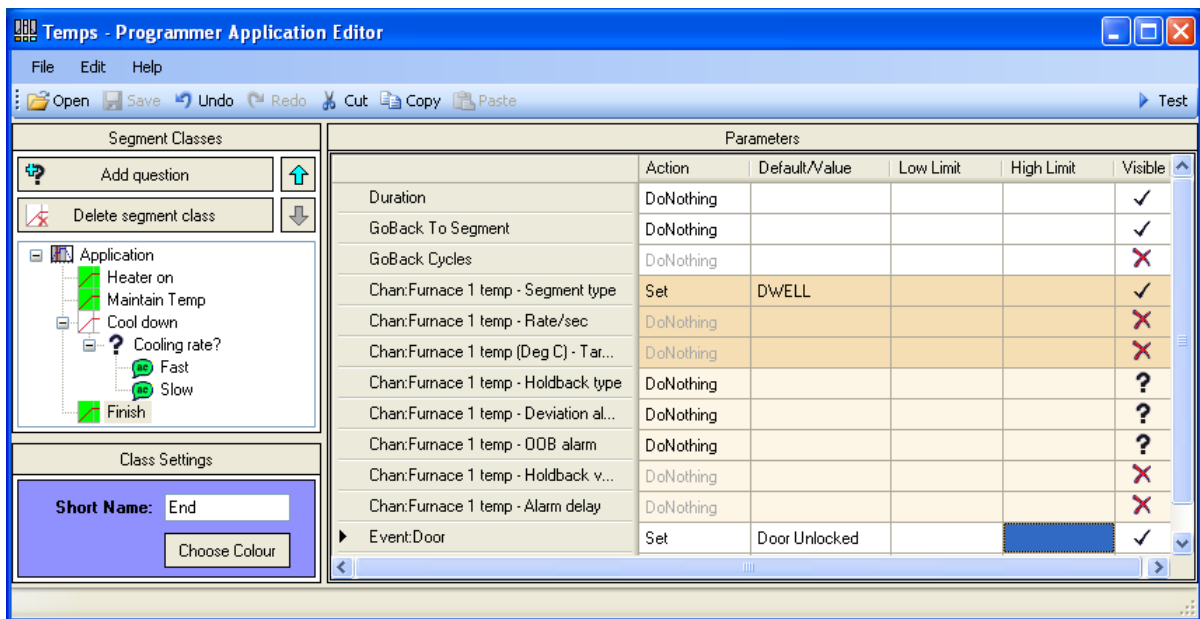 Temps - Programmer Application Editor
File Edit Help
Open Save Undo Redo Cut Copy Paste Test
Segment Classes
Add question
Delete segment class
Application
Heater on
Maintain Temp
Cool down
? Cooling rate?
ac Fast
ac Slow
Finish
Class Settings
Short Name: End
Choose Colour
Parameters
Action Default/Value Low Limit High Limit Visible
Duration DoNothing
GoBack To Segment DoNothing
GoBack Cycles DoNothing
Chan:Furnace 1 temp - Segment type Set DWELL
Chan:Furnace 1 temp - Rate/sec DoNothing
Chan:Furnace 1 temp (Deg C) - Tar... DoNothing
Chan:Furnace 1 temp - Holdback type DoNothing ?
Chan:Furnace 1 temp - Deviation al... DoNothing ?
Chan:Furnace 1 temp - OOB alarm DoNothing ?
Chan:Furnace 1 temp - Holdback v... DoNothing
Chan:Furnace 1 temp - Alarm delay DoNothing
Event:Door Set Door Unlocked